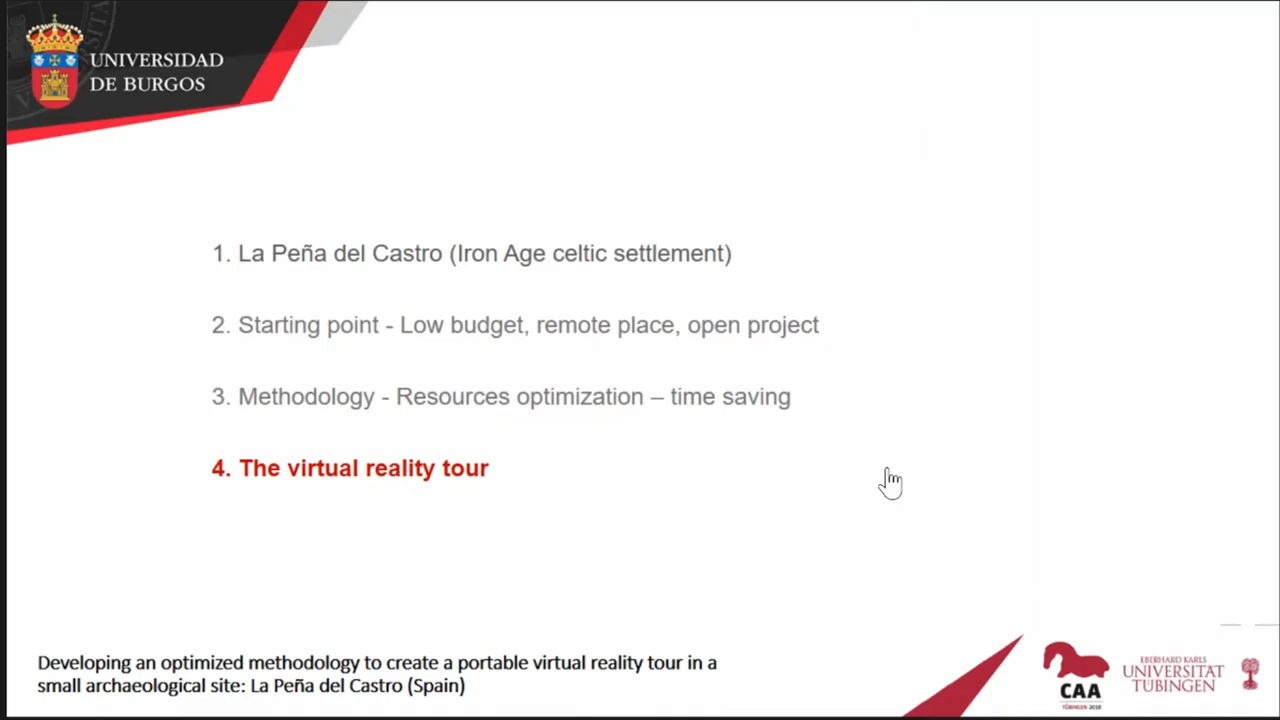 UNIVERSIDAD
DE BURGOS
1. La Peña del Castro (Iron Age celtic settlement)
2. Starting point - Low budget, remote place, open project
3. Methodology - Resources optimization – time saving
4. The virtual reality tour
Developing an optimized methodology to create a portable virtual reality tour in a
small archaeological site: La Peña del Castro (Spain)
CAA
TÜBINGEN 2018
EBERHARD KARLS
UNIVERSITÄT
TÜBINGEN